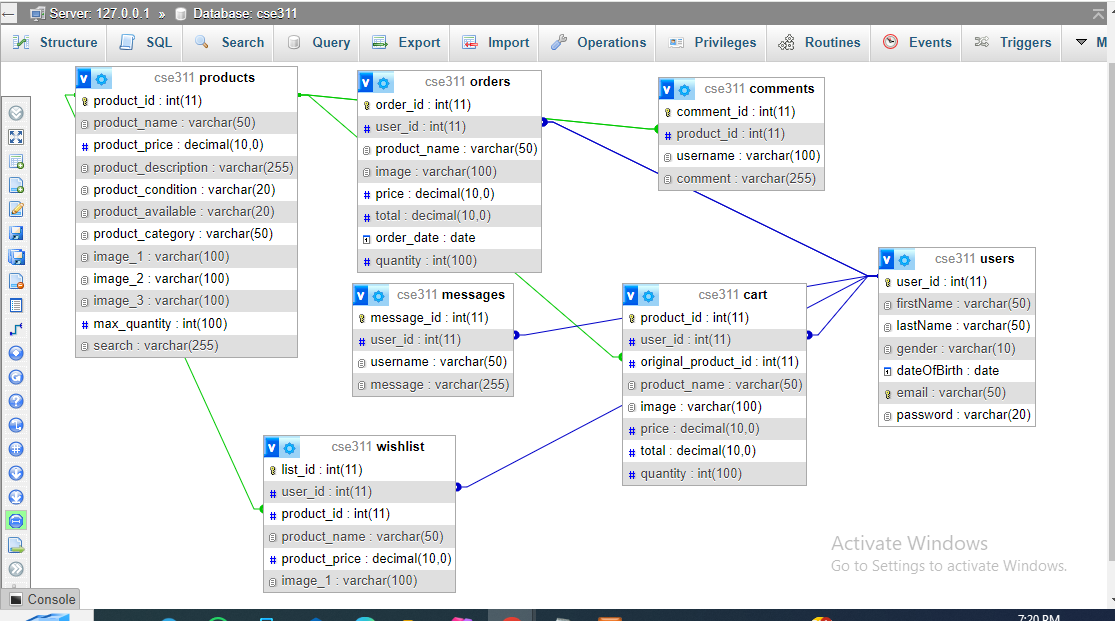 Server: 127.0.0.1 » Database: cse311
Structure SQL Search Query Export Import Operations Privileges Routines Events Triggers M
cse311 products
product_id : int(11)
product_name : varchar(50)
product_price : decimal(10,0)
product_description : varchar(255)
product_condition : varchar(20)
product_available : varchar(20)
product_category : varchar(50)
image_1 : varchar(100)
image_2 : varchar(100)
image_3 : varchar(100)
max_quantity : int(100)
search : varchar(255)
cse311 orders
order_id : int(11)
user_id : int(11)
product_name : varchar(50)
image : varchar(100)
price : decimal(10,0)
total : decimal(10,0)
order_date : date
quantity : int(100)
cse311 comments
comment_id : int(11)
product_id : int(11)
username : varchar(100)
comment : varchar(255)
cse311 users
user_id : int(11)
firstName : varchar(50)
lastName : varchar(50)
gender : varchar(10)
dateOfBirth : date
email : varchar(50)
password : varchar(20)
cse311 messages
message_id : int(11)
user_id : int(11)
username : varchar(50)
message : varchar(255)
cse311 cart
product_id : int(11)
user_id : int(11)
original_product_id : int(11)
product_name : varchar(50)
image : varchar(100)
price : decimal(10,0)
total : decimal(10,0)
quantity : int(100)
cse311 wishlist
list_id : int(11)
user_id : int(11)
product_id : int(11)
product_name : varchar(50)
product_price : decimal(10,0)
image_1 : varchar(100)
Activate Windows
Go to Settings to activate Windows.
Console
7:20 PM